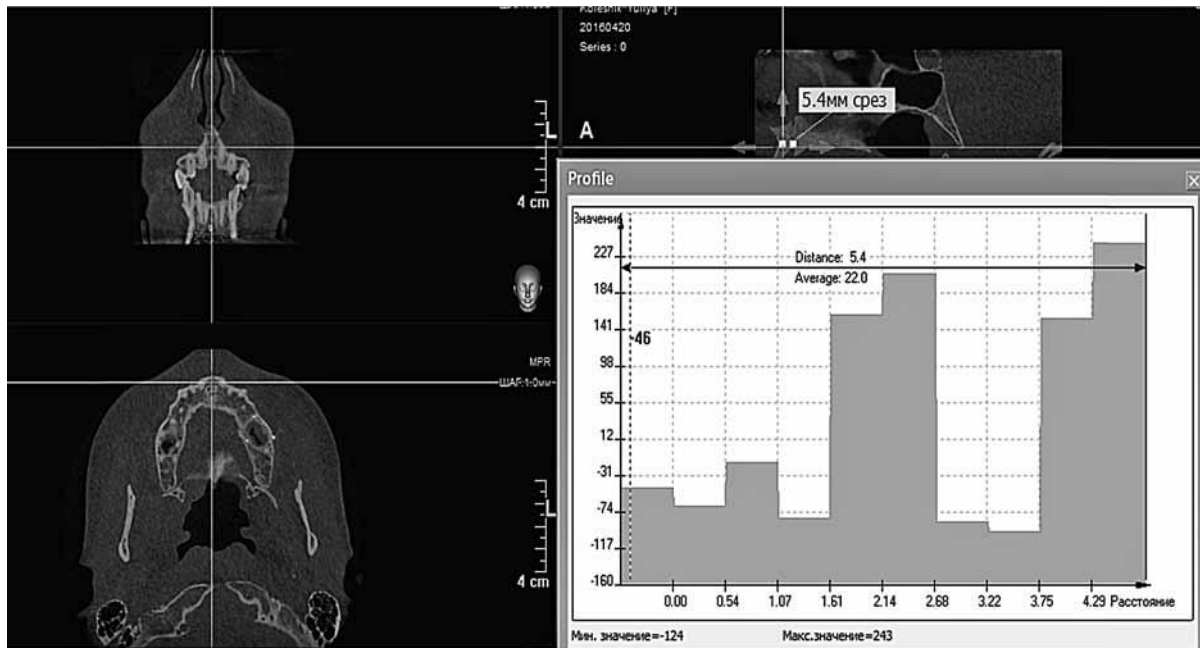 Kolesnik Yuliya [F]
20160420
Series : 0
5.4мм срез
A
L
4 cm
MPR
ШАГ:1.0мм
L
4 cm
Profile
Значение
227
184
141
98
55
12
-31
-74
-117
-160
Distance: 5.4
Average: 22.0
-46
0.00 0.54 1.07 1.61 2.14 2.68 3.22 3.75 4.29 Расстояние
Мин. значение=-124 Макс.значение=243